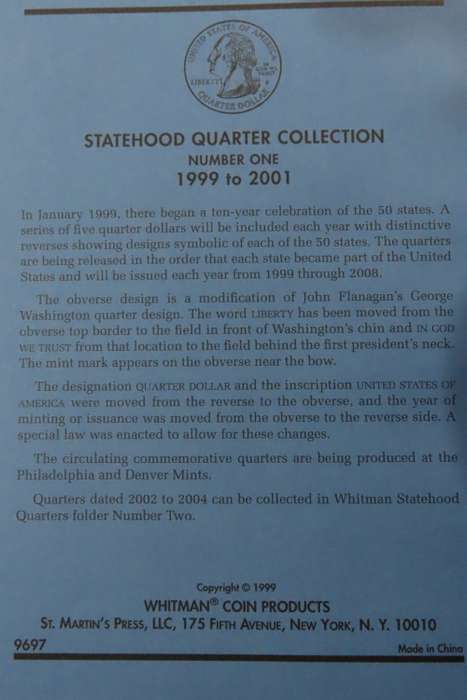 UNITED STATES OF AMERICA
LIBERTY
IN GOD WE TRUST
QUARTER DOLLAR
STATEHOOD QUARTER COLLECTION
NUMBER ONE
1999 to 2001
In January 1999, there began a ten-year celebration of the 50 states. A
series of five quarter dollars will be included each year with distinctive
reverses showing designs symbolic of each of the 50 states. The quarters
are being released in the order that each state became part of the United
States and will be issued each year from 1999 through 2008.
The obverse design is a modification of John Flanagan's George
Washington quarter design. The word LIBERTY has been moved from the
obverse top border to the field in front of Washington's chin and IN GOD
WE TRUST from that location to the field behind the first president's neck.
The mint mark appears on the obverse near the bow.
The designation QUARTER DOLLAR and the inscription UNITED STATES OF
AMERICA were moved from the reverse to the obverse, and the year of
minting or issuance was moved from the obverse to the reverse side. A
special law was enacted to allow for these changes.
The circulating commemorative quarters are being produced at the
Philadelphia and Denver Mints.
Quarters dated 2002 to 2004 can be collected in Whitman Statehood
Quarters folder Number Two.
Copyright © 1999
WHITMAN® COIN PRODUCTS
ST. MARTIN'S PRESS, LLC, 175 FIFTH AVENUE, NEW YORK, N. Y. 10010
9697
Made in China